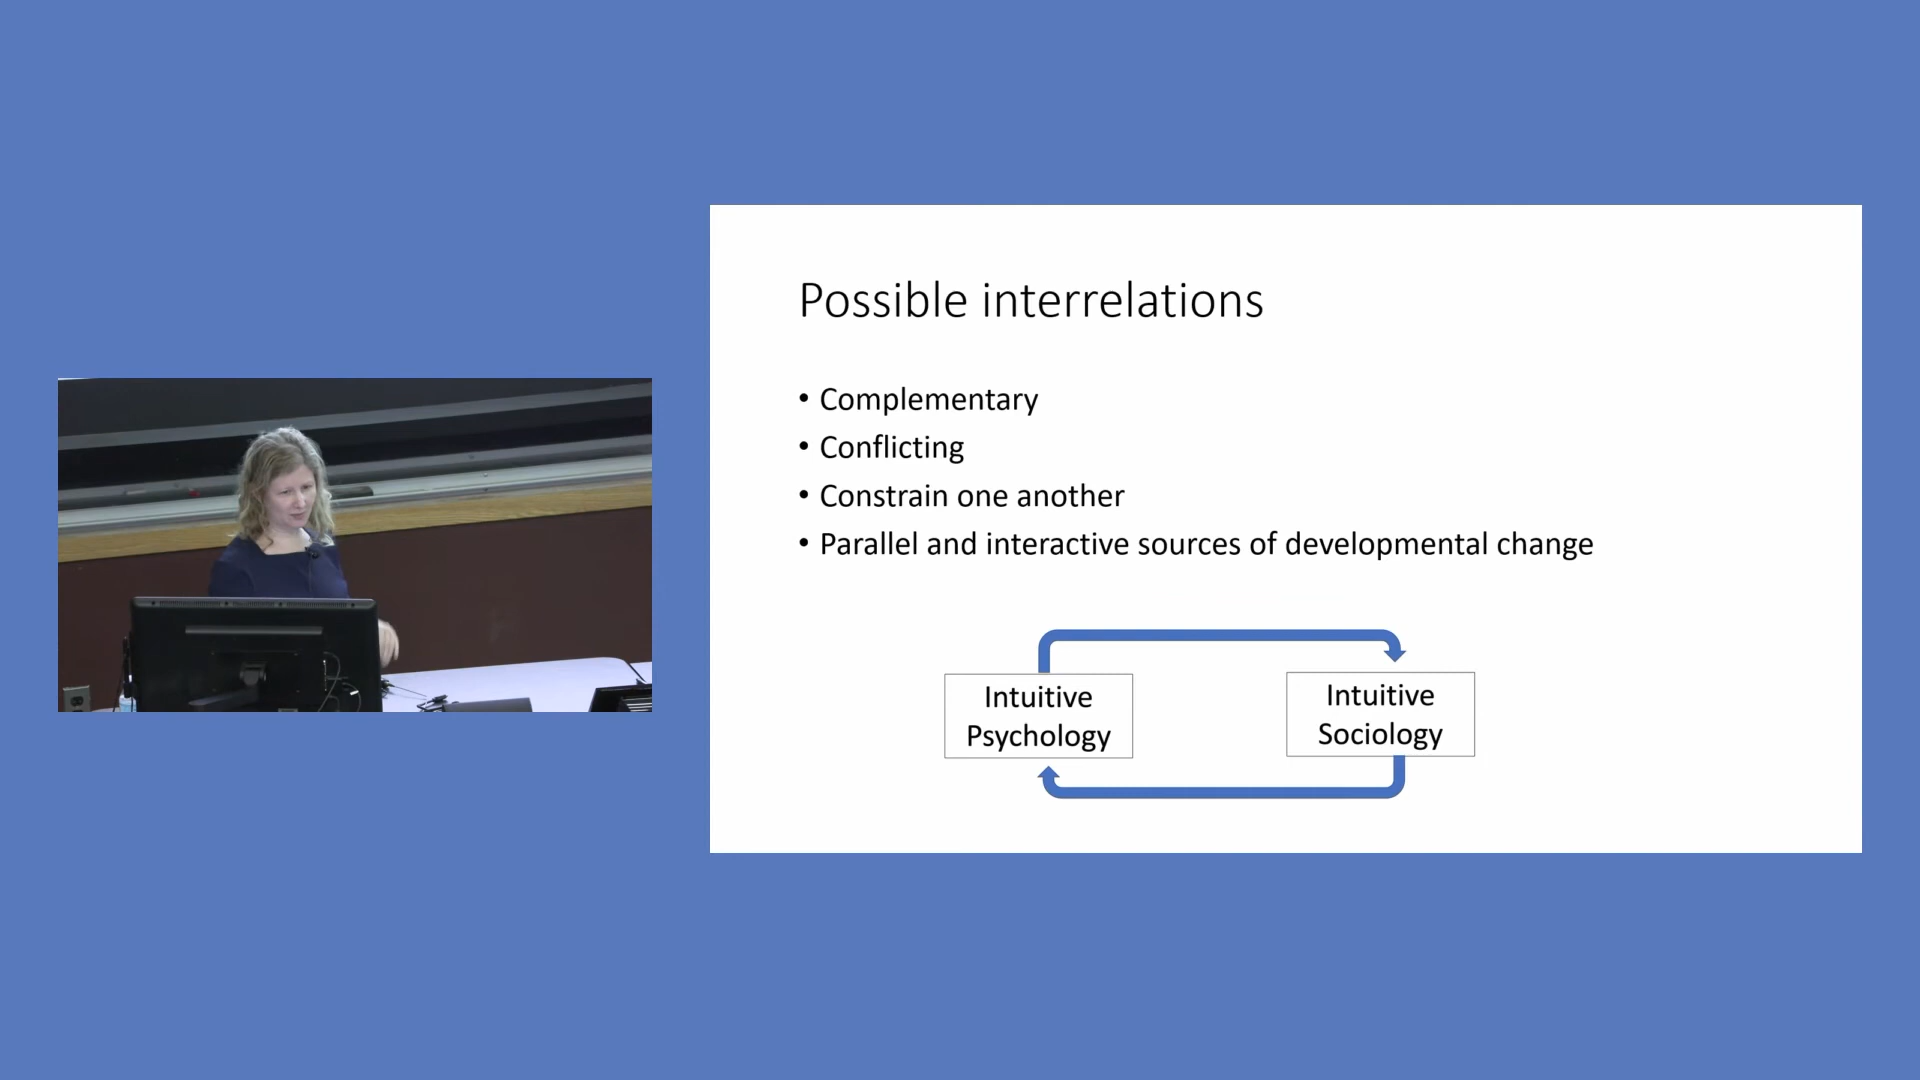 Possible interrelations
• Complementary
• Conflicting
• Constrain one another
• Parallel and interactive sources of developmental change
Intuitive
Psychology
Intuitive
Sociology